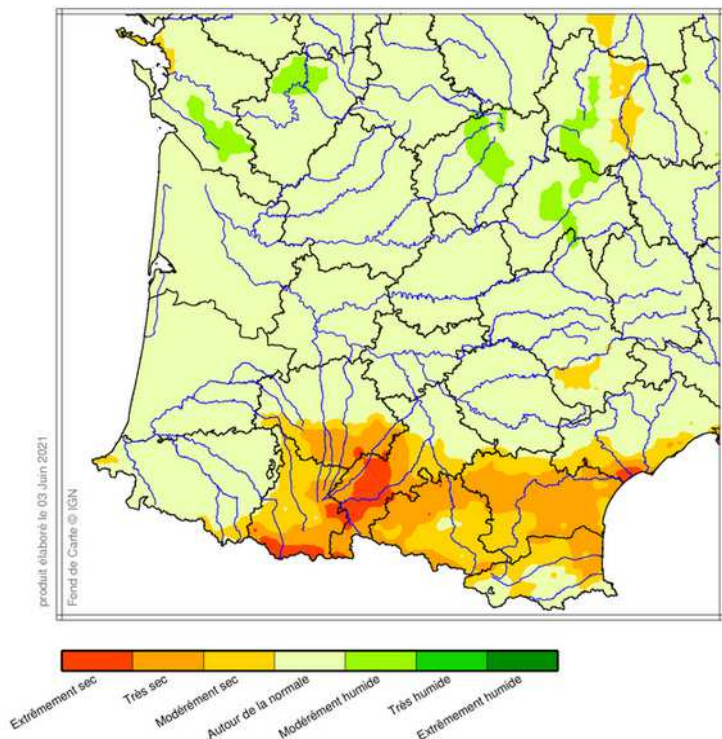 produit élaboré le 03 Juin 2021
Fond de Carte © IGN
Extrêmement sec
Très sec
Modérément sec
Autour de la normale
Modérément humide
Très humide
Extrêmement humide